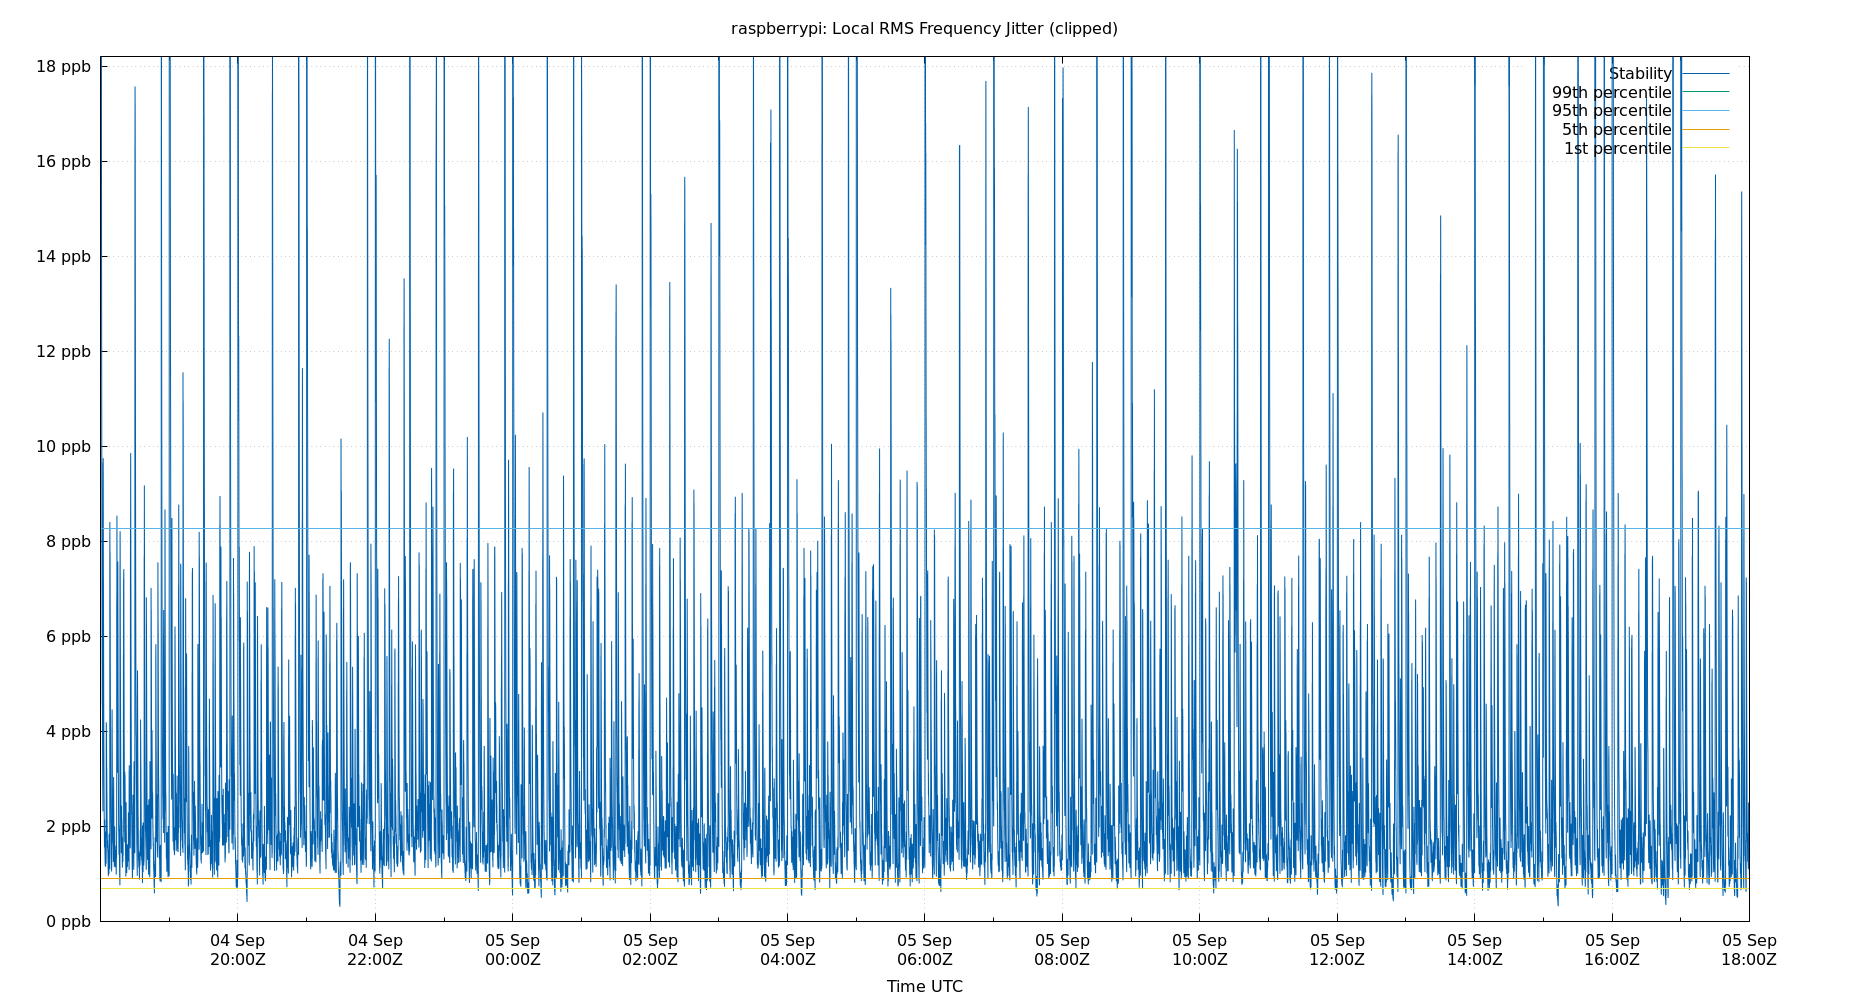 raspberrypi: Local RMS Frequency Jitter (clipped)
18 ppb
16 ppb
14 ppb
12 ppb
10 ppb
8 ppb
6 ppb
4 ppb
2 ppb
0 ppb
Stability
99th percentile
95th percentile
5th percentile
1st percentile
04 Sep 04 Sep 05 Sep 05 Sep 05 Sep 05 Sep 05 Sep 05 Sep 05 Sep 05 Sep 05 Sep 05 Sep
20:00Z 22:00Z 00:00Z 02:00Z 04:00Z 06:00Z 08:00Z 10:00Z 12:00Z 14:00Z 16:00Z 18:00Z
Time UTC